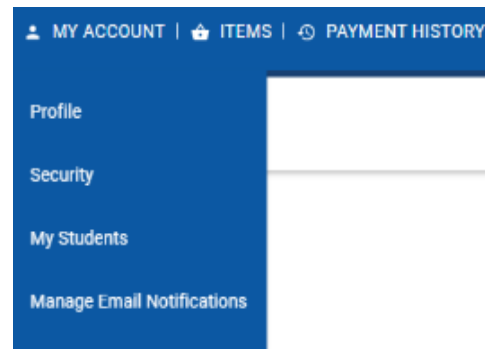 MY ACCOUNT | ITEMS | PAYMENT HISTORY
Profile
Security
My Students
Manage Email Notifications